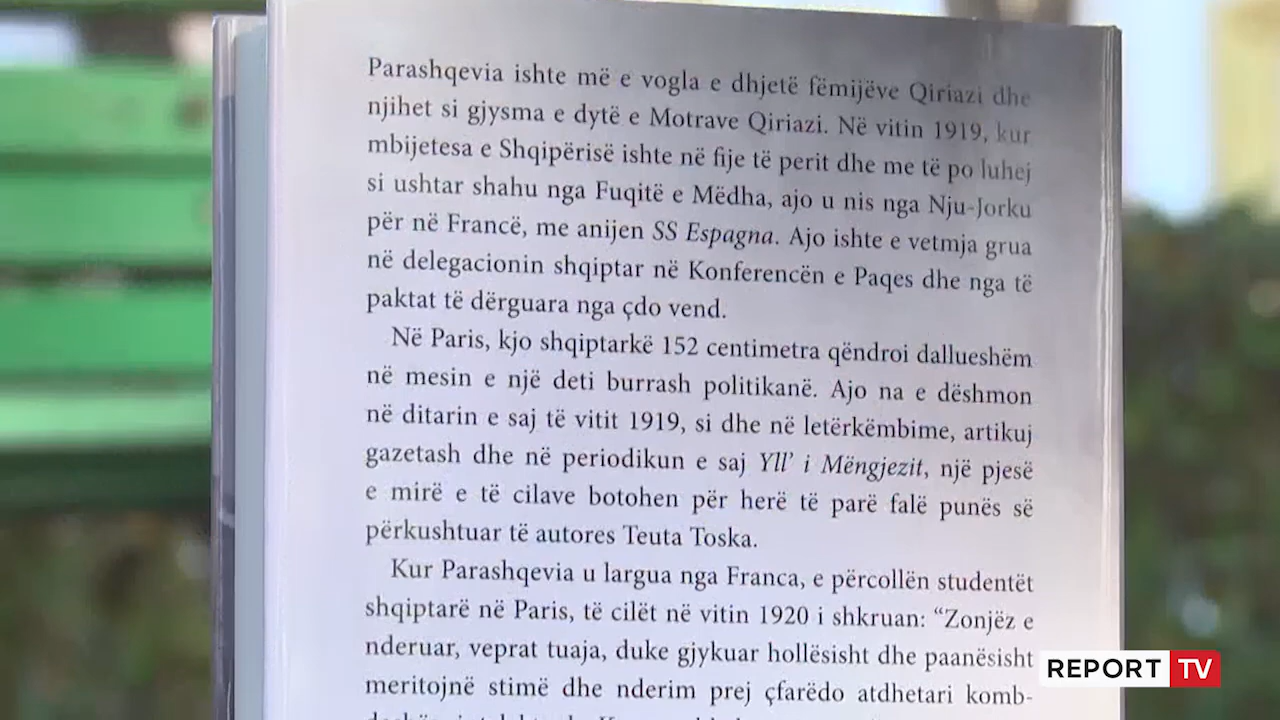 Parashqevia ishte më e vogla e dhjetë fëmijëve Qiriazi dhe
njihet si gjysma e dytë e Motrave Qiriazi. Në vitin 1919, kur
mbijetesa e Shqipërisë ishte në fije të perit dhe me të po luhej
si ushtar shahu nga Fuqitë e Mëdha, ajo u nis nga Nju-Jorku
për në Francë, me anijen SS Espagna. Ajo ishte e vetmja grua
në delegacionin shqiptar në Konferencën e Paqes dhe nga të
paktat të dërguara nga çdo vend.
Në Paris, kjo shqiptarkë 152 centimetra qëndroi dallueshëm
në mesin e një deti burrash politikanë. Ajo na e dëshmon
në ditarin e saj të vitit 1919, si dhe në letërkëmbime, artikuj
gazetash dhe në periodikun e saj Yll’ i Mëngjezit, një pjesë
e mirë e të cilave botohen për herë të parë falë punës së
përkushtuar të autores Teuta Toska.
Kur Parashqevia u largua nga Franca, e përcollën studentët
shqiptarë në Paris, të cilët në vitin 1920 i shkruan: “Zonjëz e
nderuar, veprat tuaja, duke gjykuar hollësisht dhe paanësisht
meritojnë stimë dhe nderim prej çfarëdo atdhetari komb-
REPORT TV